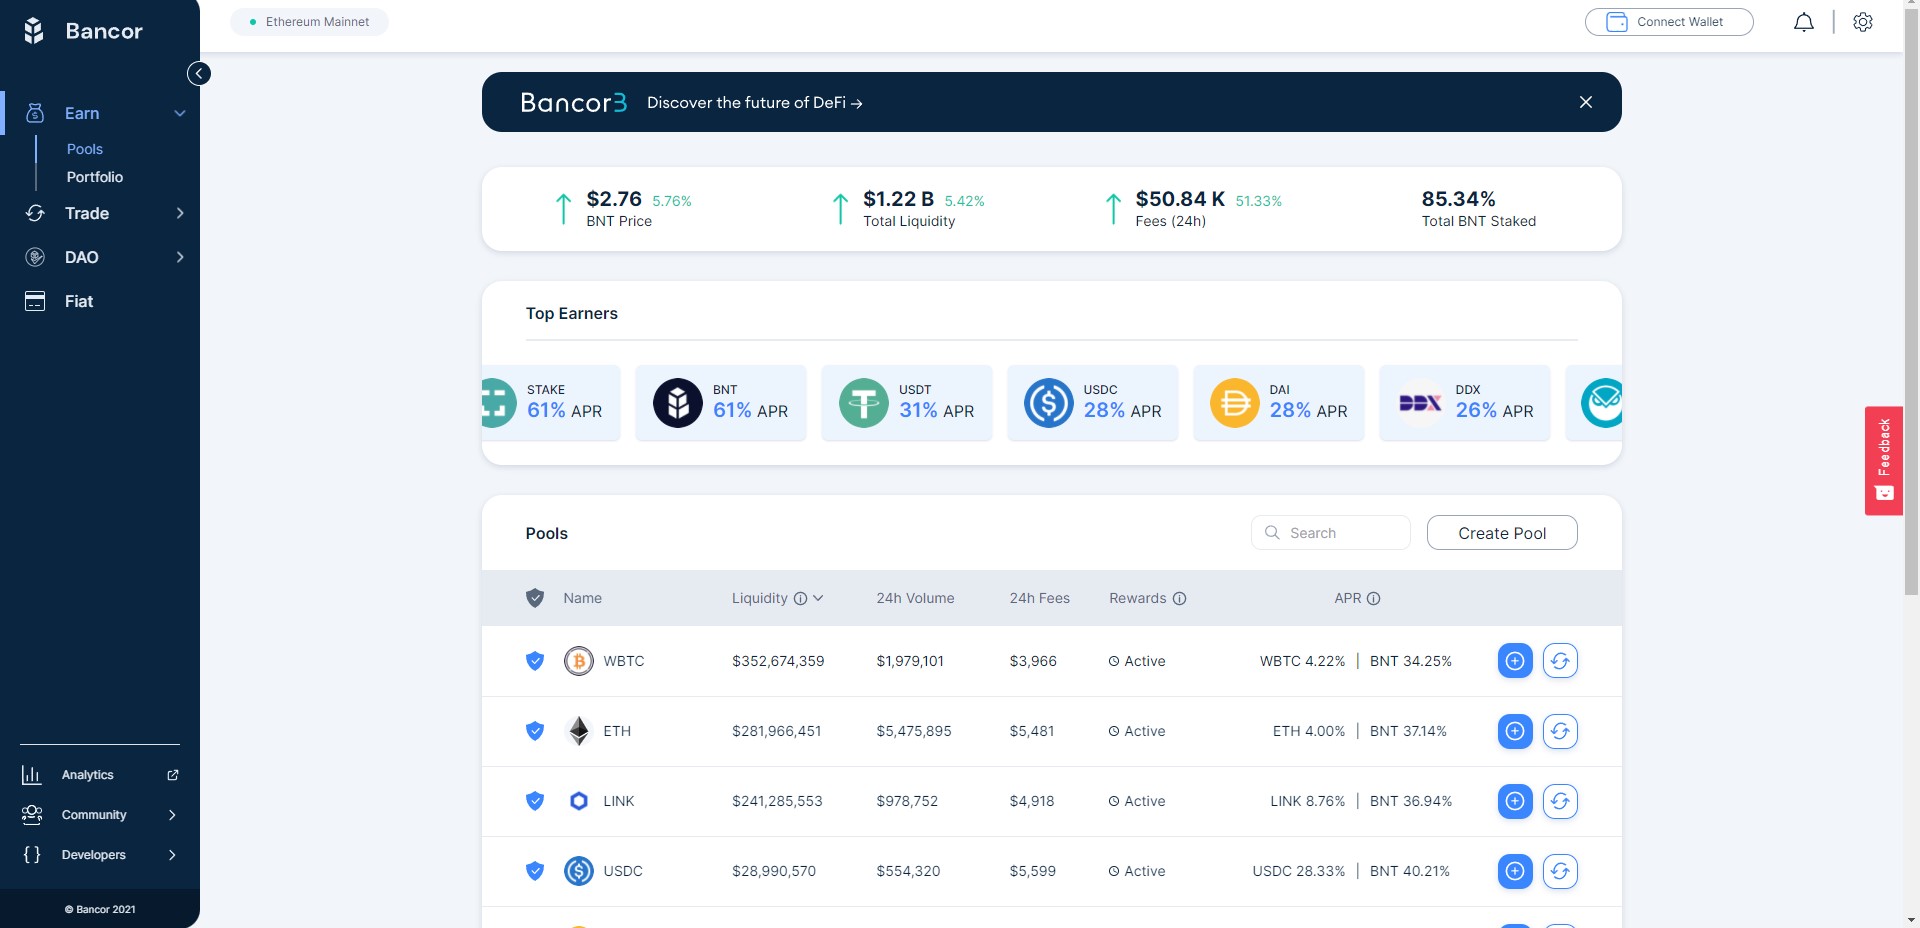 Bancor
Ethereum Mainnet
Connect Wallet
Earn
Pools
Portfolio
Trade
DAO
Fiat
Analytics
Community
Developers
© Bancor 2021
Bancor3 Discover the future of DeFi →
$2.76 5.76%
BNT Price
$1.22 B 5.42%
Total Liquidity
$50.84 K 51.33%
Fees (24h)
85.34%
Total BNT Staked
Top Earners
STAKE
61% APR
BNT
61% APR
USDT
31% APR
USDC
28% APR
DAI
28% APR
DDX
26% APR
Pools
Search
Create Pool
Name Liquidity 24h Volume 24h Fees Rewards APR
WBTC $352,674,359 $1,979,101 $3,966 Active WBTC 4.22% | BNT 34.25%
ETH $281,966,451 $5,475,895 $5,481 Active ETH 4.00% | BNT 37.14%
LINK $241,285,553 $978,752 $4,918 Active LINK 8.76% | BNT 36.94%
USDC $28,990,570 $554,320 $5,599 Active USDC 28.33% | BNT 40.21%
Feedback